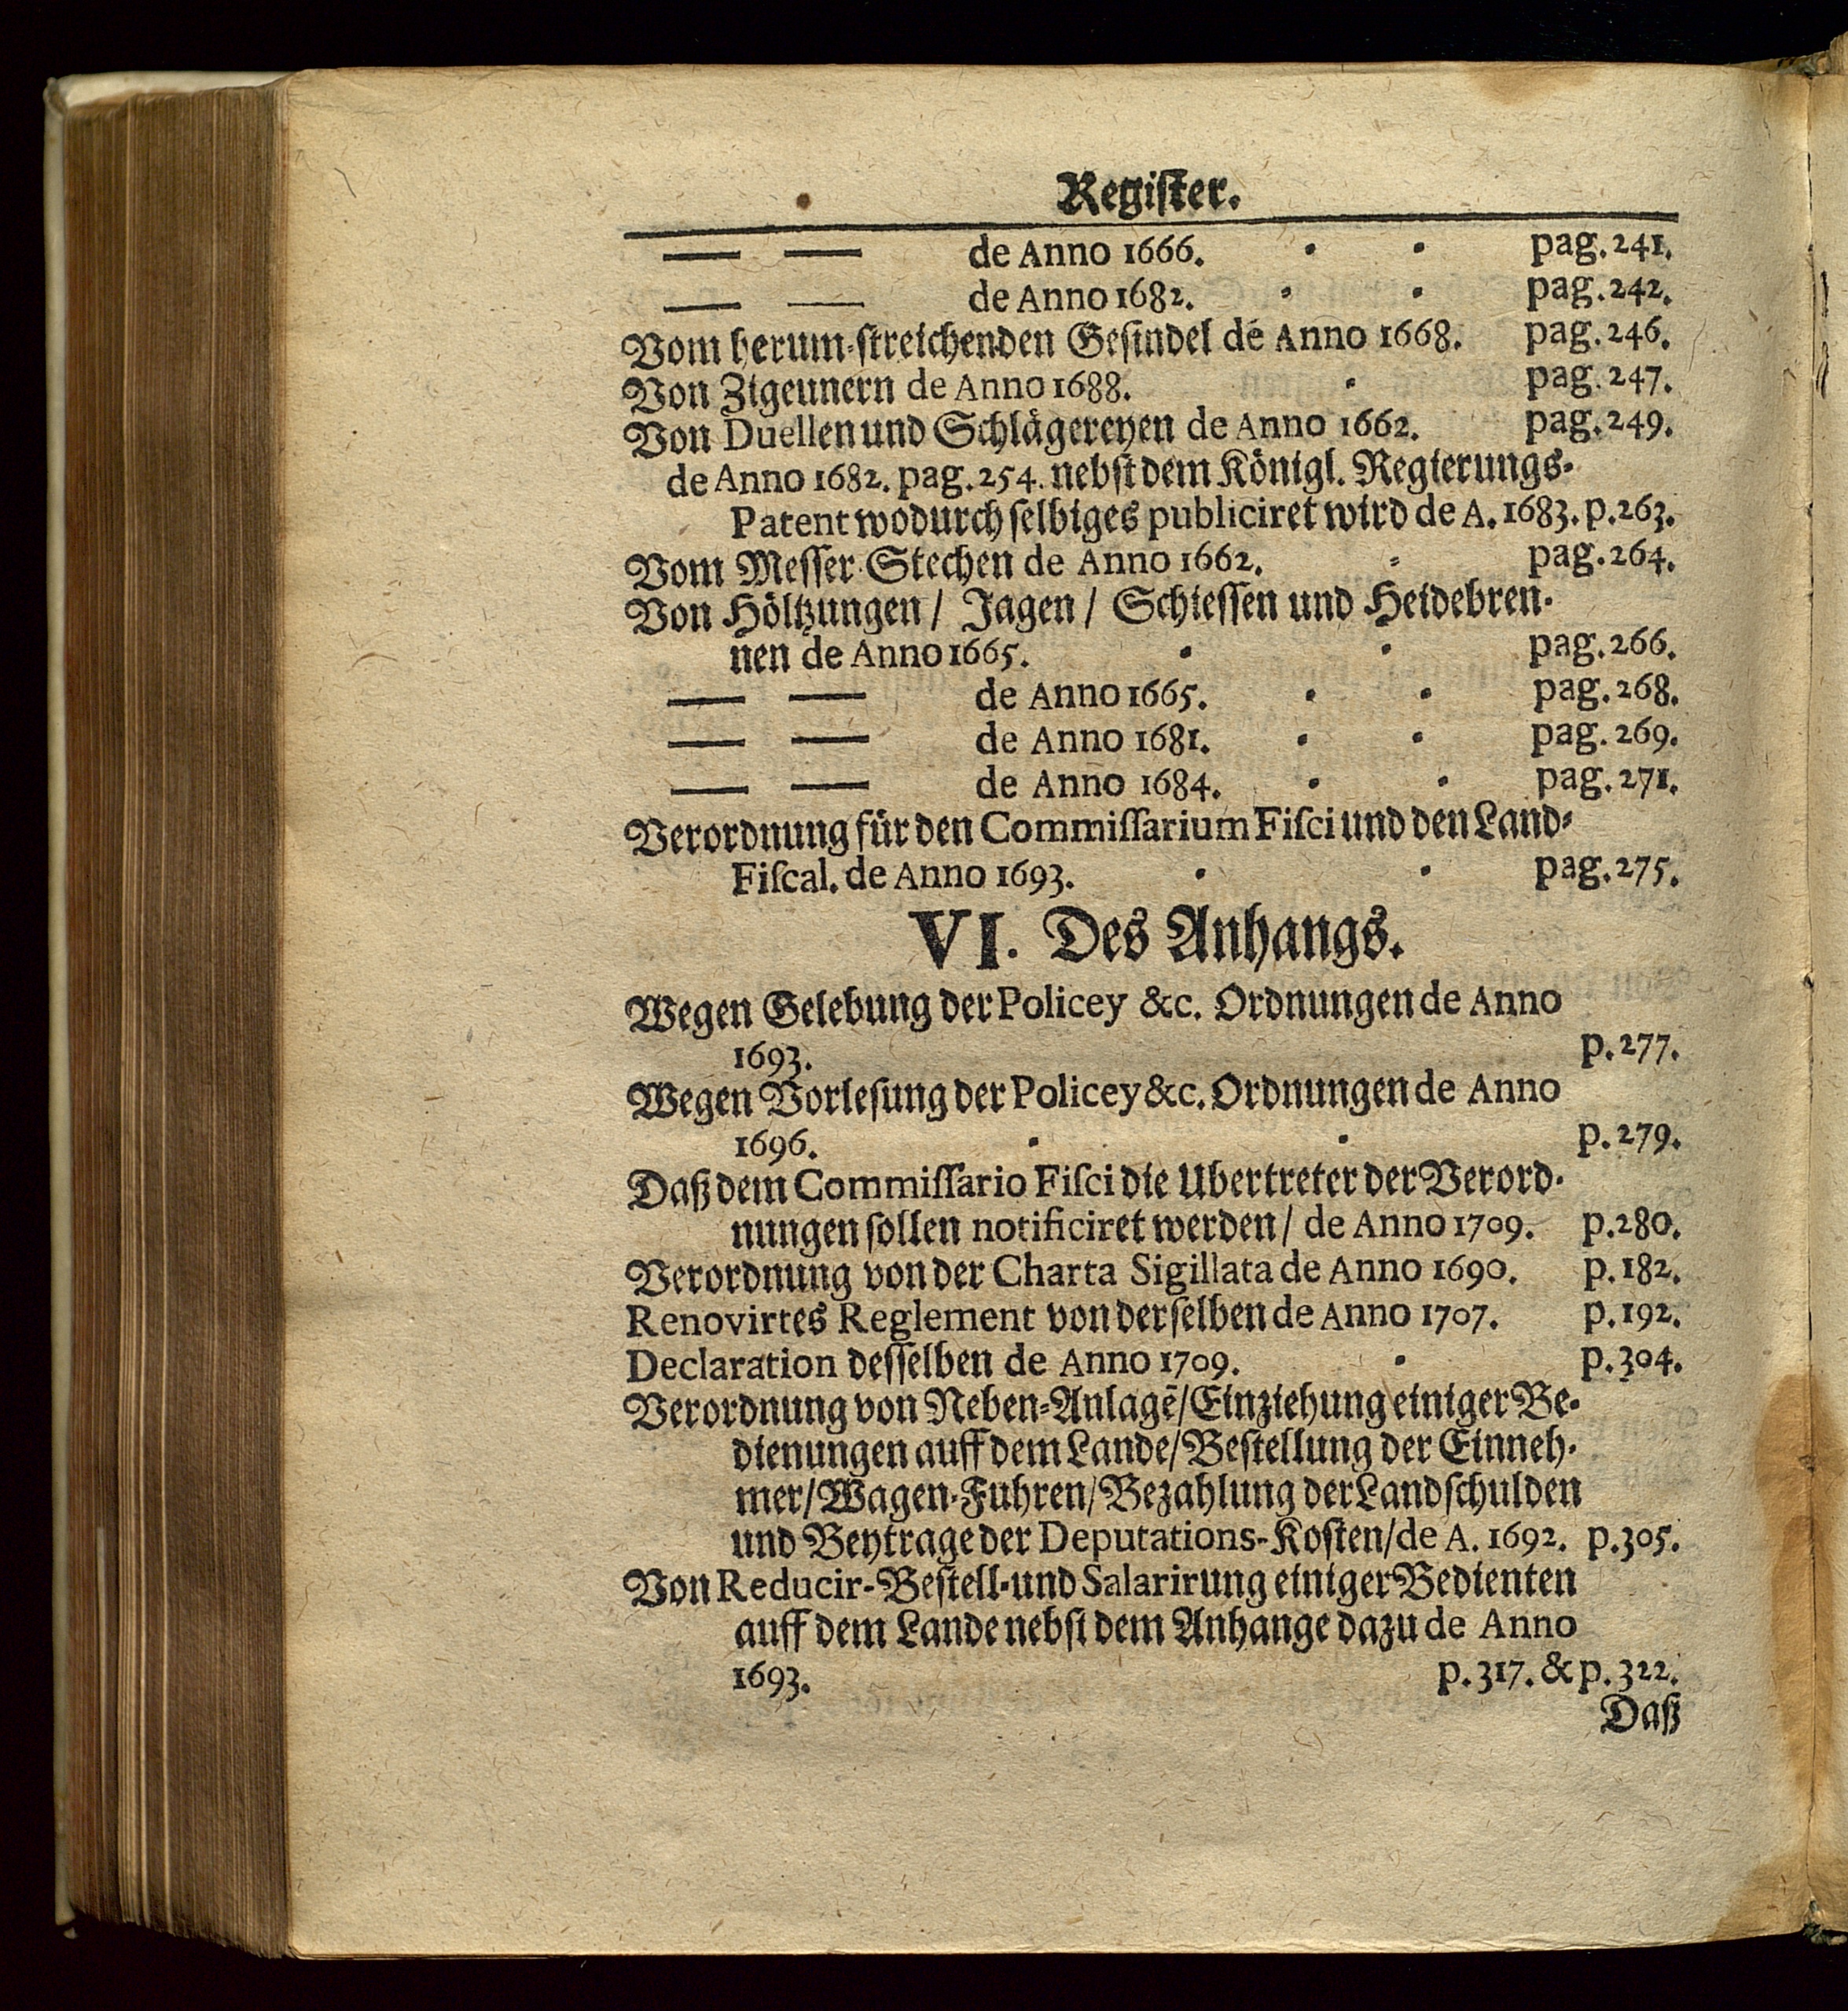 Register.
— — de Anno 1666. pag. 241.
— — de Anno 1682. pag. 242.
Vom herum-streichenden Gesindel de Anno 1668. pag. 246.
Von Zigeunern de Anno 1688. pag. 247.
Von Duellen und Schlägereyen de Anno 1662. pag. 249.
de Anno 1682. pag. 254. nebst dem Königl. Regierungs-
Patent wodurch selbiges publiciret wird de A. 1683. p. 263.
Vom Messer-Stechen de Anno 1662. pag. 264.
Von Höltzungen / Jagen / Schiessen und Heidebren-
nen de Anno 1665. pag. 266.
— — de Anno 1665. pag. 268.
— — de Anno 1681. pag. 269.
— — de Anno 1684. pag. 271.
Verordnung für den Commissarium Fisci und den Land-
Fiscal. de Anno 1693. pag. 275.
VI. Des Anhangs.
Wegen Gelebung der Policey &c. Ordnungen de Anno
1693. p. 277.
Wegen Vorlesung der Policey &c. Ordnungen de Anno
1696. p. 279.
Daß dem Commissario Fisci die Ubertreter der Verord-
nungen sollen notificiret werden / de Anno 1709. p. 280.
Verordnung von der Charta Sigillata de Anno 1690. p. 182.
Renovirtes Reglement von derselben de Anno 1707. p. 192.
Declaration desselben de Anno 1709. p. 304.
Verordnung von Neben-Anlagẽ / Einziehung einiger Be-
dienungen auff dem Lande / Bestellung der Einneh-
mer / Wagen-Fuhren / Bezahlung der Landschulden
und Beytrage der Deputations-Kosten / de A. 1692. p. 305.
Von Reducir-Bestell-und Salarirung einiger Bedienten
auff dem Lande nebst dem Anhange dazu de Anno
1693. p. 317. & p. 322.
Daß